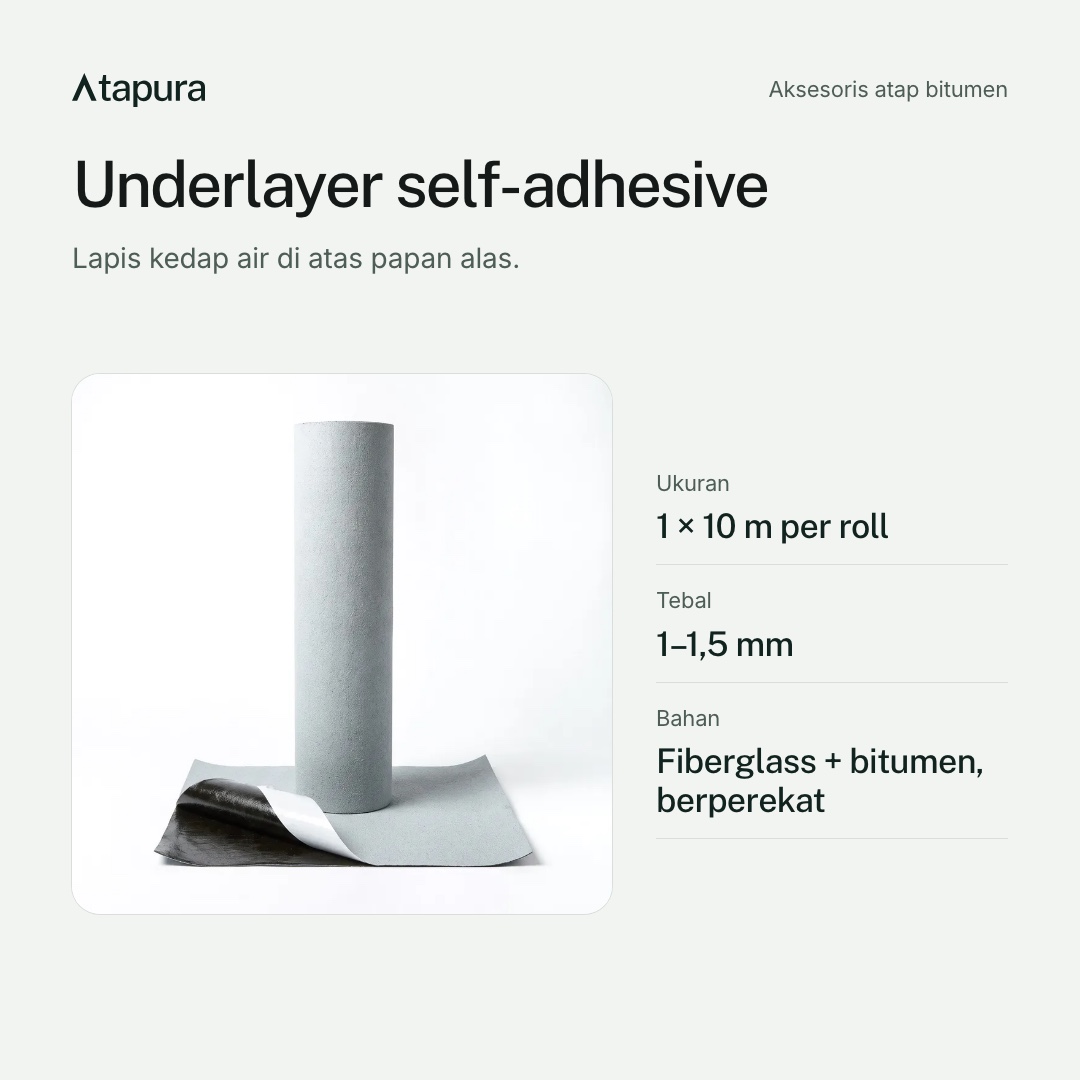 Atapura
Aksesoris atap bitumen
Underlayer self-adhesive
Lapis kedap air di atas papan alas.
Ukuran
1 × 10 m per roll
Tebal
1–1,5 mm
Bahan
Fiberglass + bitumen,
berperekat